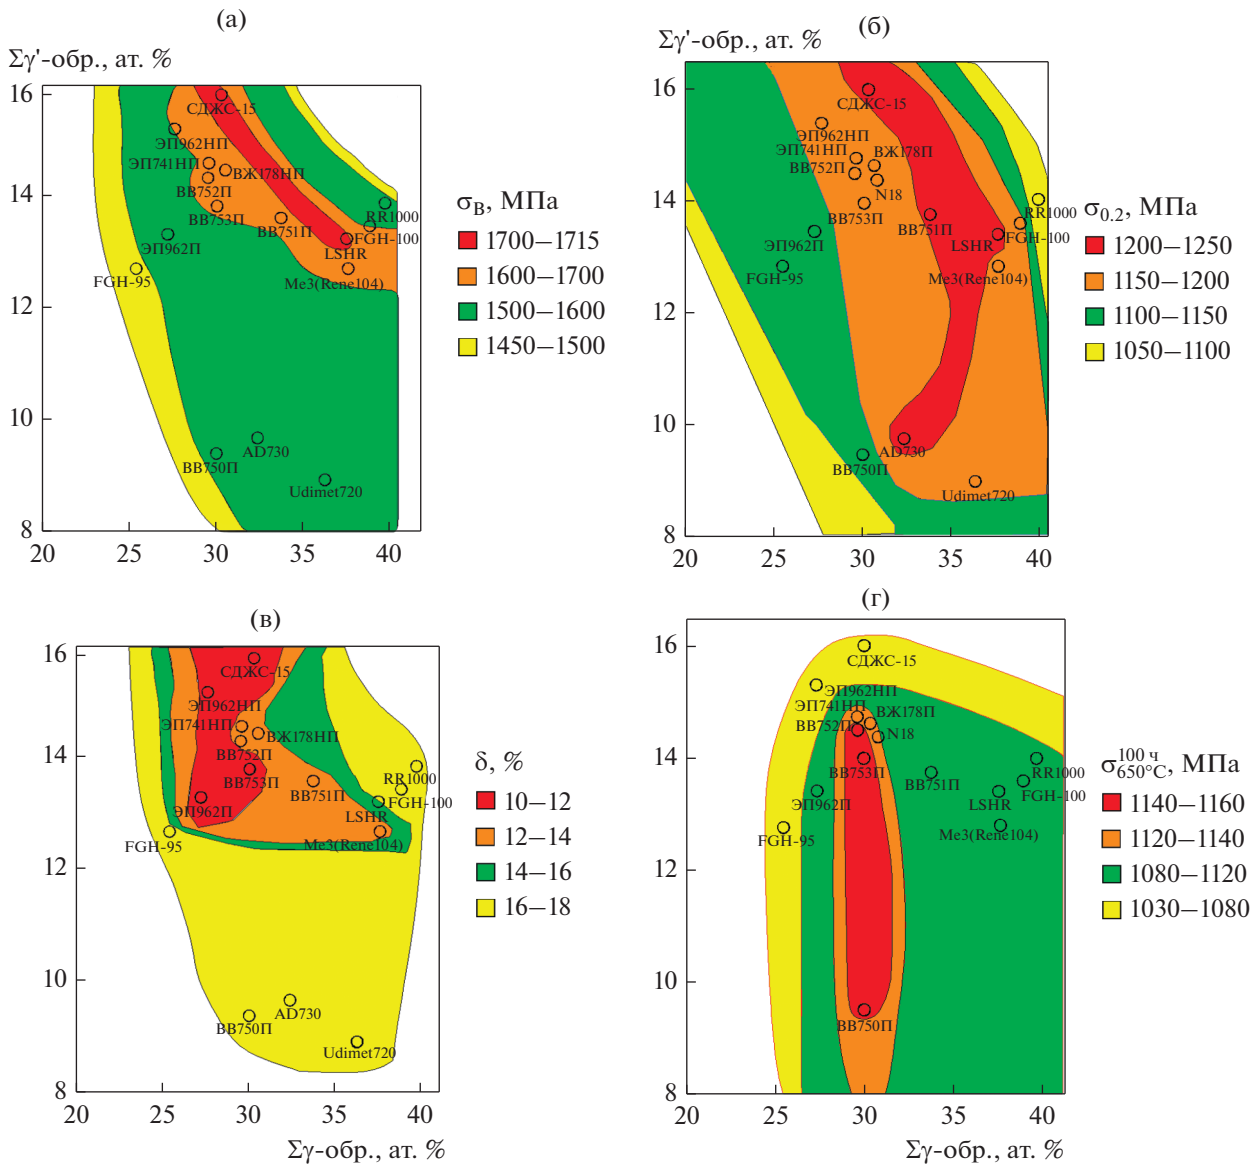 (а)
Σγ'-обр., ат. %
16
14
12
10
8
20
25
30
35
40
СДЖС-15
ЭП962НП
ЭП741НП
ВЖ178НП
ВВ752П
ВВ753П
ВВ751П
RR1000
FGH-100
LSHR
ЭП962П
FGH-95
Me3(Rene104)
AD730
ВВ750П
Udimet720
σВ, МПа
1700–1715
1600–1700
1500–1600
1450–1500
(б)
Σγ'-обр., ат. %
16
14
12
10
8
20
25
30
35
40
СДЖС-15
ЭП962НП
ЭП741НП
ВЖ178П
ВВ752П
N18
ВВ753П
ВВ751П
RR1000
FGH-100
LSHR
ЭП962П
FGH-95
Me3(Rene104)
AD730
ВВ750П
Udimet720
σ0.2, МПа
1200–1250
1150–1200
1100–1150
1050–1100
(в)
16
14
12
10
8
20
25
30
35
40
СДЖС-15
ЭП962НП
ЭП741НП
ВЖ178НП
ВВ752П
ВВ753П
ВВ751П
RR1000
FGH-100
ЭП962П
LSHR
FGH-95
Me3(Rene104)
AD730
ВВ750П
Udimet720
Σγ-обр., ат. %
δ, %
10–12
12–14
14–16
16–18
(г)
16
14
12
10
8
20
25
30
35
40
СДЖС-15
ЭП962НП
ЭП741НП
ВЖ178П
ВВ752П
N18
ВВ753П
ВВ751П
RR1000
FGH-100
ЭП962П
LSHR
FGH-95
Me3(Rene104)
ВВ750П
Σγ-обр., ат. %
σ100 ч 650°C, МПа
1140–1160
1120–1140
1080–1120
1030–1080